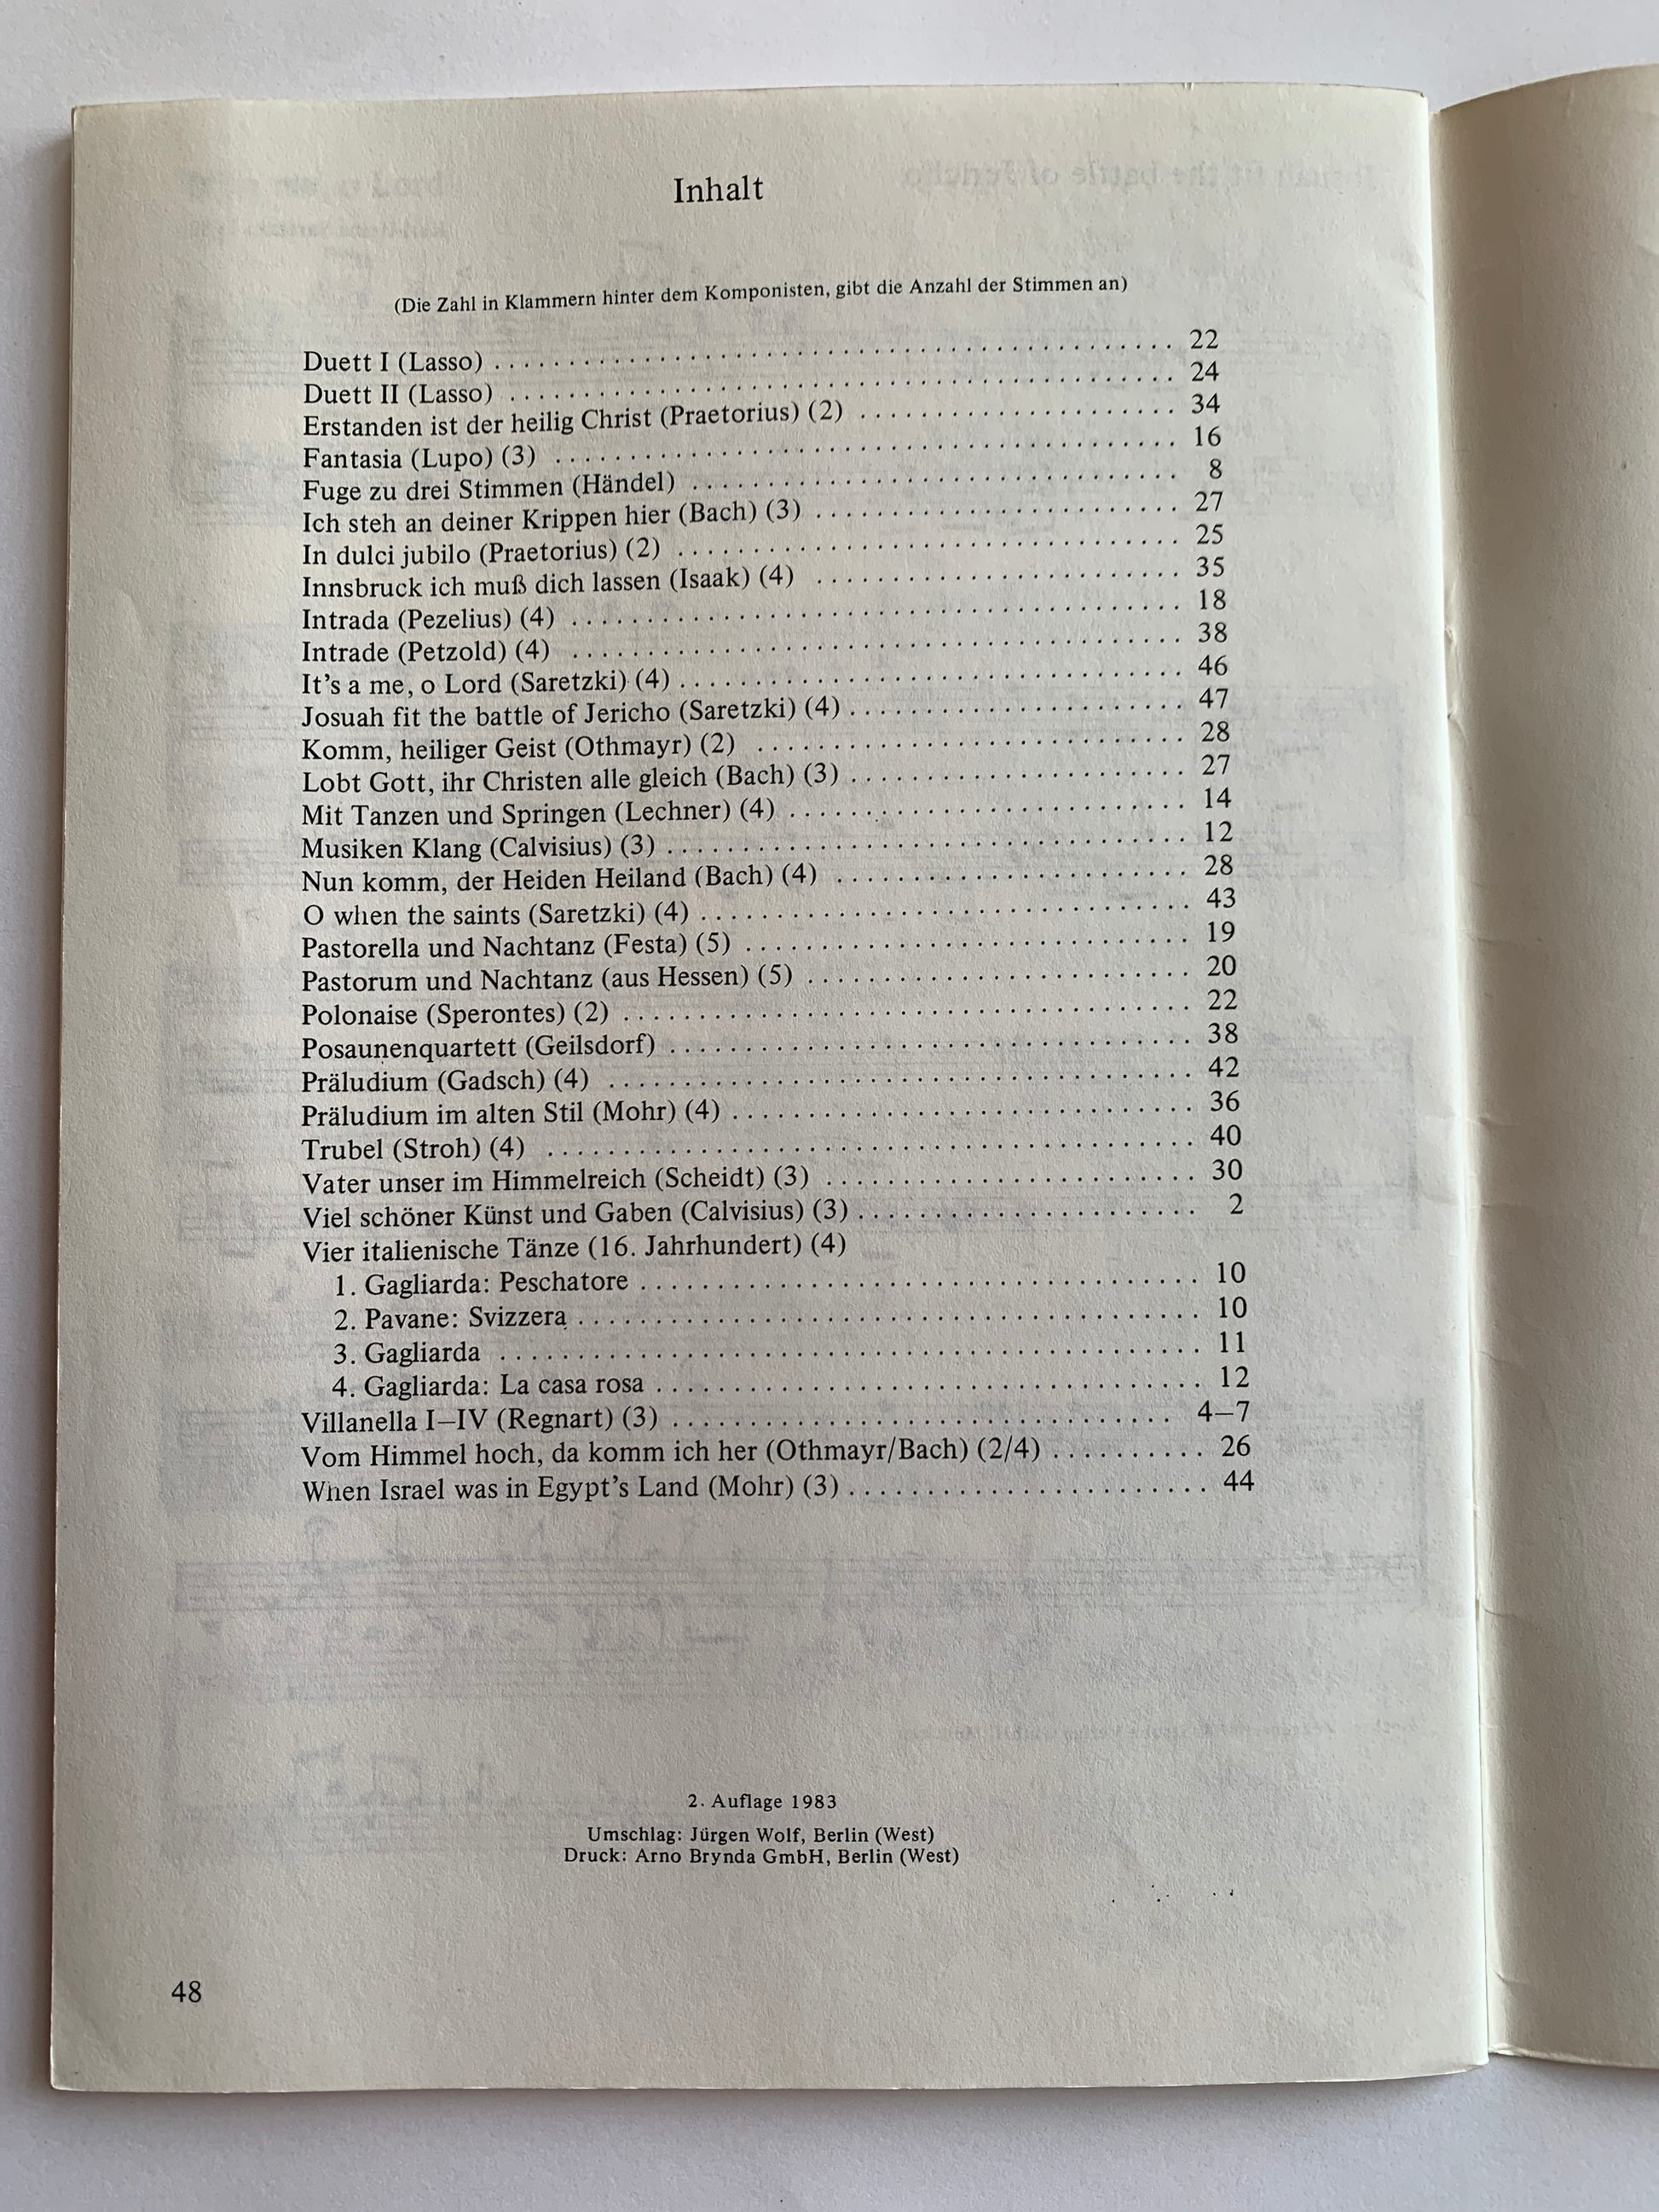 Inhalt
(Die Zahl in Klammern hinter dem Komponisten, gibt die Anzahl der Stimmen an)
Duett I (Lasso) . . . . . . . . . . . . . . . . . . . . 22
Duett II (Lasso) . . . . . . . . . . . . . . . . . . . . 24
Erstanden ist der heilig Christ (Praetorius) (2) . . . . . . . . . . 34
Fantasia (Lupo) (3) . . . . . . . . . . . . . . . . . . . . 16
Fuge zu drei Stimmen (Händel) . . . . . . . . . . . . . . . 8
Ich steh an deiner Krippen hier (Bach) (3) . . . . . . . . . . 27
In dulci jubilo (Praetorius) (2) . . . . . . . . . . . . . . . 25
Innsbruck ich muß dich lassen (Isaak) (4) . . . . . . . . . . 35
Intrada (Pezelius) (4) . . . . . . . . . . . . . . . . . . . . 18
Intrade (Petzold) (4) . . . . . . . . . . . . . . . . . . . . 38
It's a me, o Lord (Saretzki) (4) . . . . . . . . . . . . . . . 46
Josuah fit the battle of Jericho (Saretzki) (4) . . . . . . . . . . 47
Komm, heiliger Geist (Othmayr) (2) . . . . . . . . . . . . . . . 28
Lobt Gott, ihr Christen alle gleich (Bach) (3) . . . . . . . . . . 27
Mit Tanzen und Springen (Lechner) (4) . . . . . . . . . . 14
Musiken Klang (Calvisius) (3) . . . . . . . . . . . . . . . 12
Nun komm, der Heiden Heiland (Bach) (4) . . . . . . . . . . 28
O when the saints (Saretzki) (4) . . . . . . . . . . . . . . . 43
Pastorella und Nachtanz (Festa) (5) . . . . . . . . . . . . . . . 19
Pastorum und Nachtanz (aus Hessen) (5) . . . . . . . . . . 20
Polonaise (Sperontes) (2) . . . . . . . . . . . . . . . . . . . . 22
Posaunenquartett (Geilsdorf) . . . . . . . . . . . . . . . 38
Präludium (Gadsch) (4) . . . . . . . . . . . . . . . . . . . . 42
Präludium im alten Stil (Mohr) (4) . . . . . . . . . . . . . . . 36
Trubel (Stroh) (4) . . . . . . . . . . . . . . . . . . . . 40
Vater unser im Himmelreich (Scheidt) (3) . . . . . . . . . . 30
Viel schöner Künst und Gaben (Calvisius) (3) . . . . . . . . . . 2
Vier italienische Tänze (16. Jahrhundert) (4)
1. Gagliarda: Peschatore . . . . . . . . . . . . . . . . . . . . 10
2. Pavane: Svizzera . . . . . . . . . . . . . . . . . . . . 10
3. Gagliarda . . . . . . . . . . . . . . . . . . . . 11
4. Gagliarda: La casa rosa . . . . . . . . . . . . . . . . . . . . 12
Villanella I–IV (Regnart) (3) . . . . . . . . . . . . . . . 4–7
Vom Himmel hoch, da komm ich her (Othmayr/Bach) (2/4) . . . . . . . . . . 26
When Israel was in Egypt's Land (Mohr) (3) . . . . . . . . . . 44
2. Auflage 1983
Umschlag: Jürgen Wolf, Berlin (West)
Druck: Arno Brynda GmbH, Berlin (West)
48